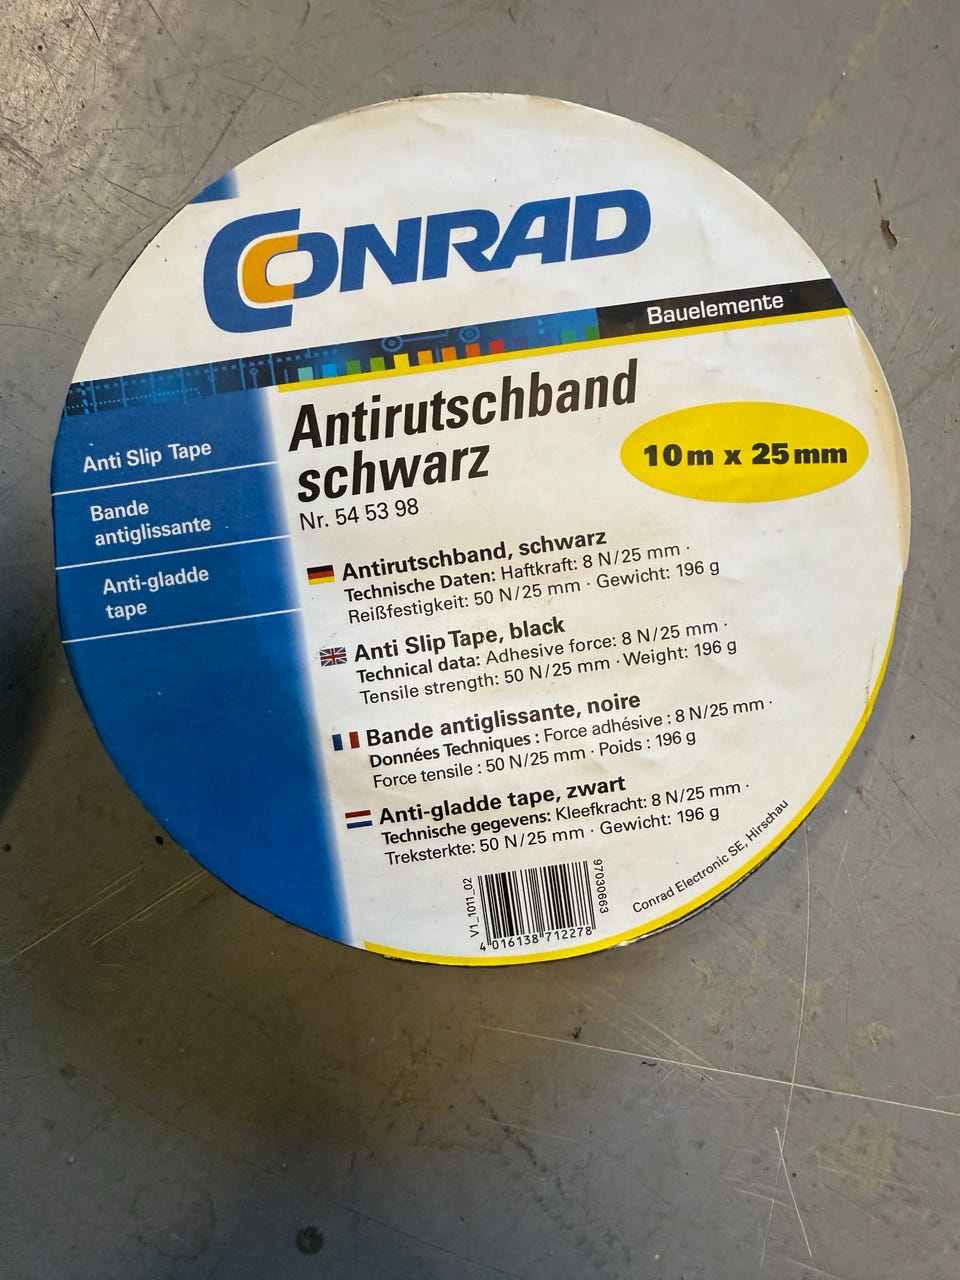 CONRAD
Bauelemente
Anti Slip Tape
Bande
antiglissante
Anti-gladde
tape
Antirutschband
schwarz
Nr. 54 53 98
10 m x 25 mm
Antirutschband, schwarz
Technische Daten: Haftkraft: 8 N/25 mm ·
Reißfestigkeit: 50 N/25 mm · Gewicht: 196 g
Anti Slip Tape, black
Technical data: Adhesive force: 8 N/25 mm ·
Tensile strength: 50 N/25 mm · Weight: 196 g
Bande antiglissante, noire
Données Techniques : Force adhésive : 8 N/25 mm ·
Force tensile : 50 N/25 mm · Poids : 196 g
Anti-gladde tape, zwart
Technische gegevens: Kleefkracht: 8 N/25 mm ·
Treksterkte: 50 N/25 mm · Gewicht: 196 g
V1_1011_02
97030663
4 016138 712278
Conrad Electronic SE, Hirschau